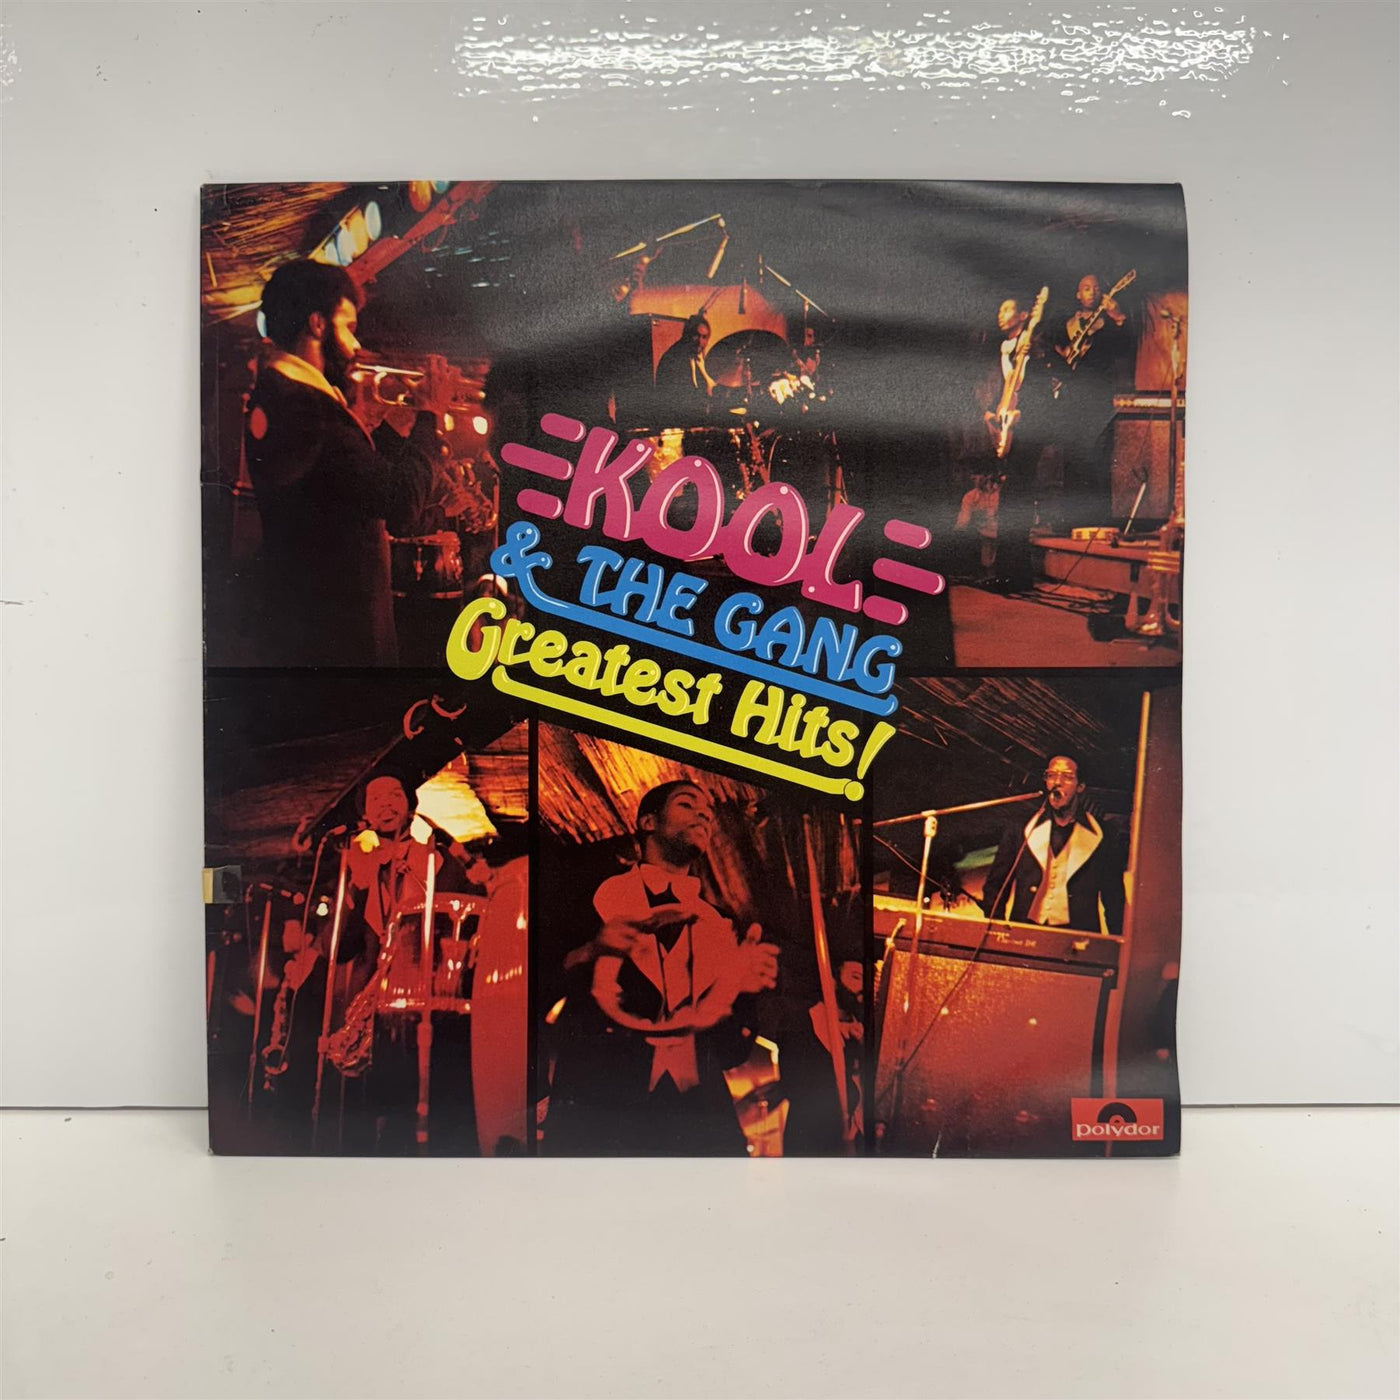 KOOL
& THE GANG
Greatest Hits!
polydor